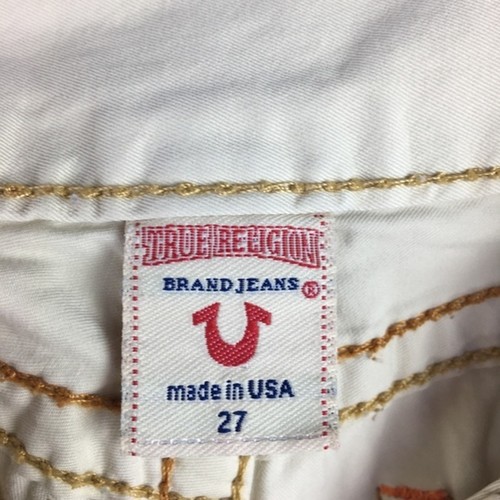 TRUE RELIGION
BRAND JEANS ®
made in USA
27